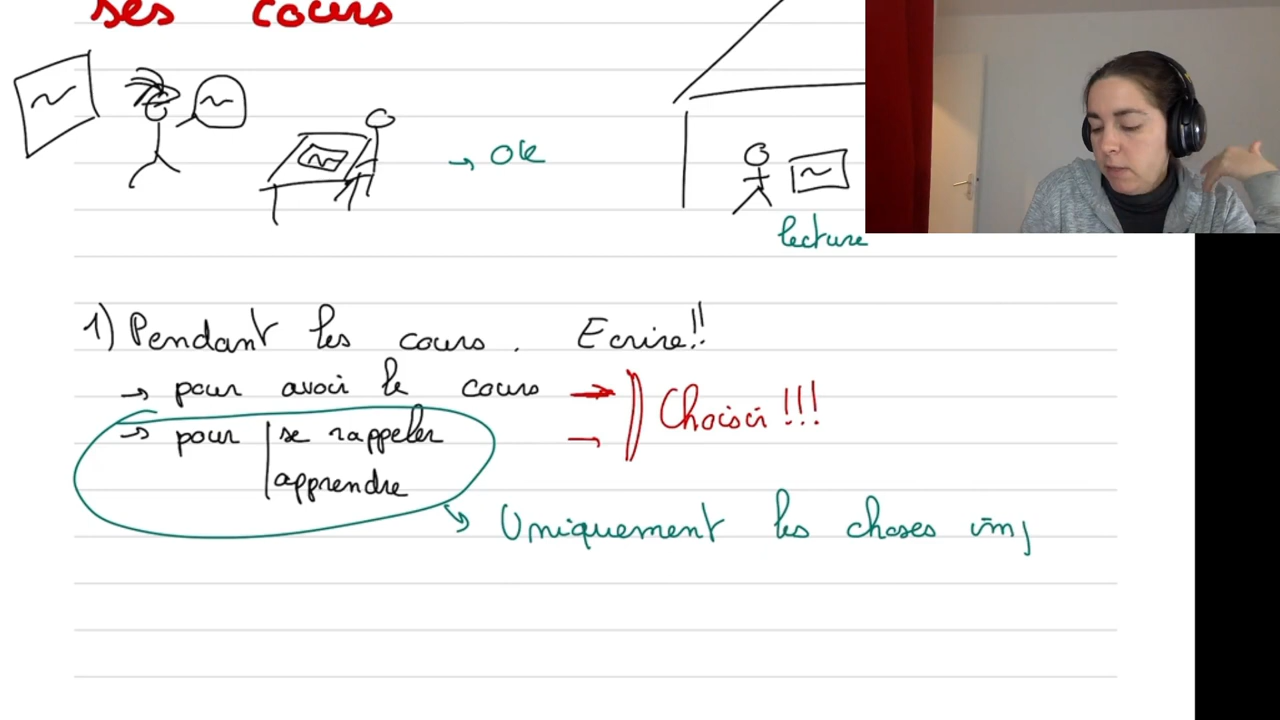 ses cours
→ OK
lecture
1) Pendant les cours. Ecrire!!
→ pour avoir le cours →
→ pour se rappeler →
Choisir !!!
apprendre
↳ Uniquement les choses imp